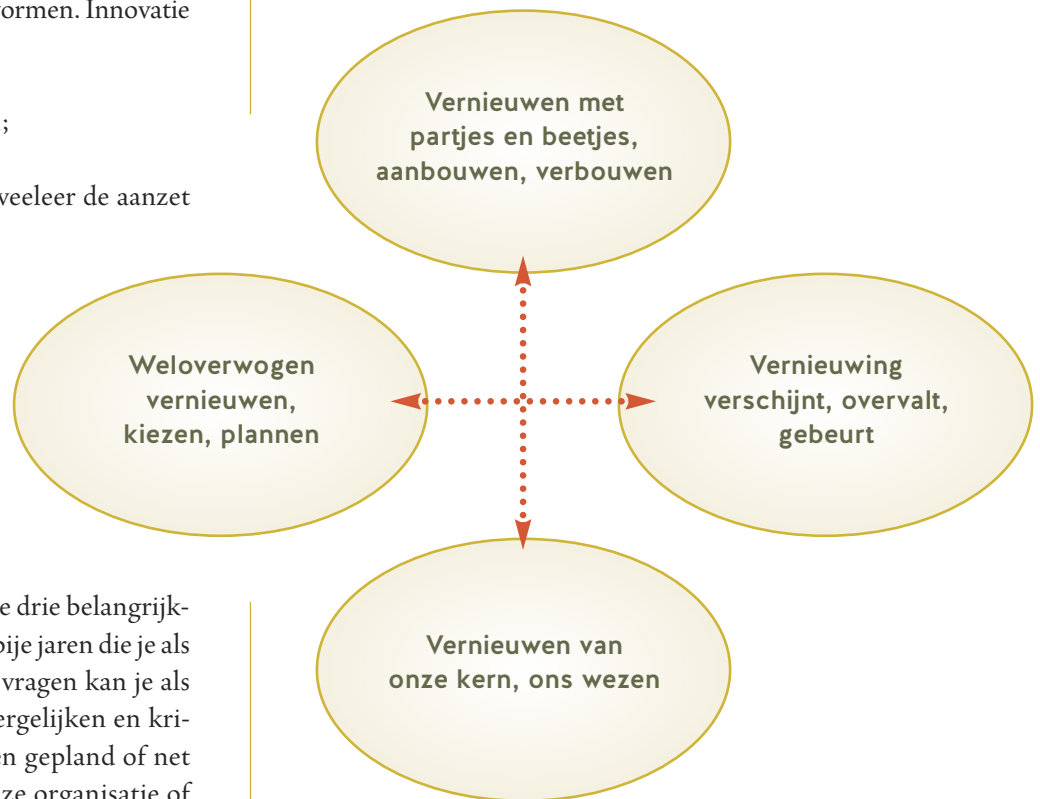 vormen. Innovatie
;
veeleer de aanzet
e drie belangrijk-
bije jaren die je als
vragen kan je als
ergelijken en kri-
en gepland of net
ze organisatie of
Vernieuwen met
partjes en beetjes,
aanbouwen, verbouwen
Weloverwogen
vernieuwen,
kiezen, plannen
Vernieuwing
verschijnt, overvalt,
gebeurt
Vernieuwen van
onze kern, ons wezen